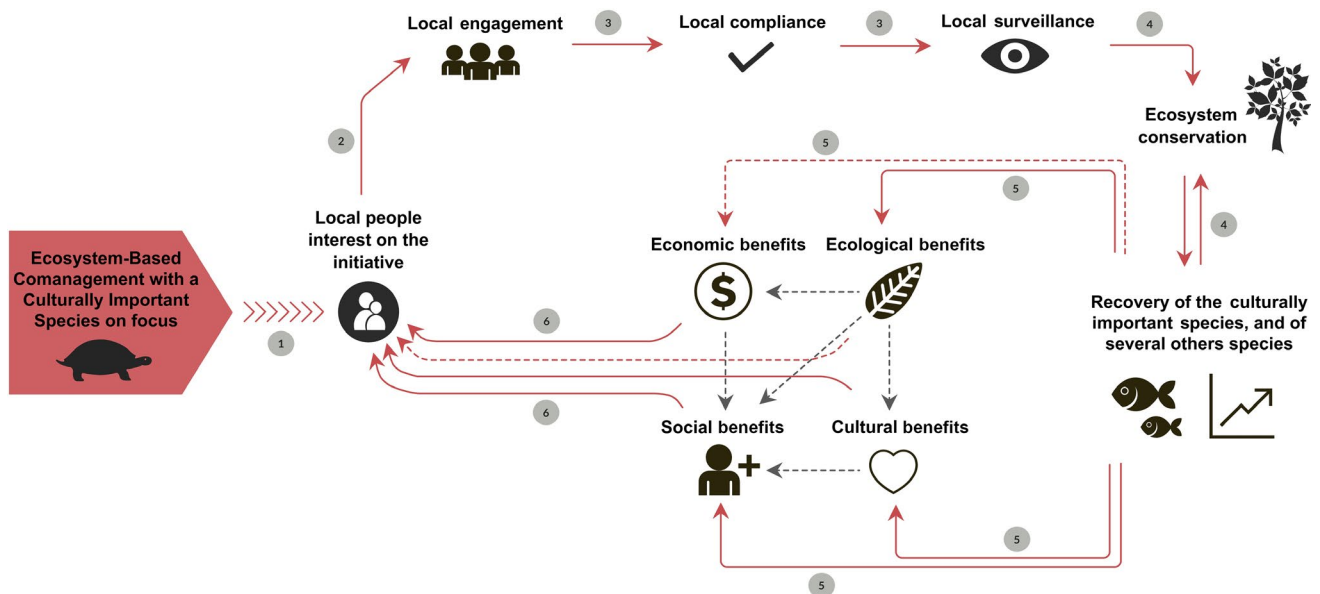 Local engagement
3
Local compliance
3
Local surveillance
4
Ecosystem
conservation
2
5
5
4
Local people
interest on the
initiative
Economic benefits
Ecological benefits
$
Ecosystem-Based
Comanagement with a
Culturally Important
Species on focus
1
6
6
Recovery of the culturally
important species, and of
several others species
Social benefits
Cultural benefits
5
5